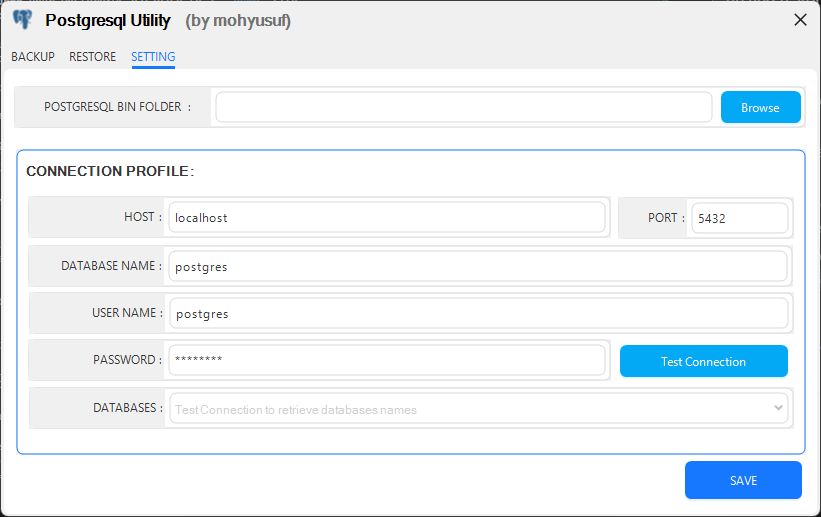 Postgresql Utility (by mohyusuf)
BACKUP RESTORE SETTING
POSTGRESQL BIN FOLDER : Browse
CONNECTION PROFILE:
HOST : localhost PORT : 5432
DATABASE NAME : postgres
USER NAME : postgres
PASSWORD : ******** Test Connection
DATABASES : Test Connection to retrieve databases names
SAVE